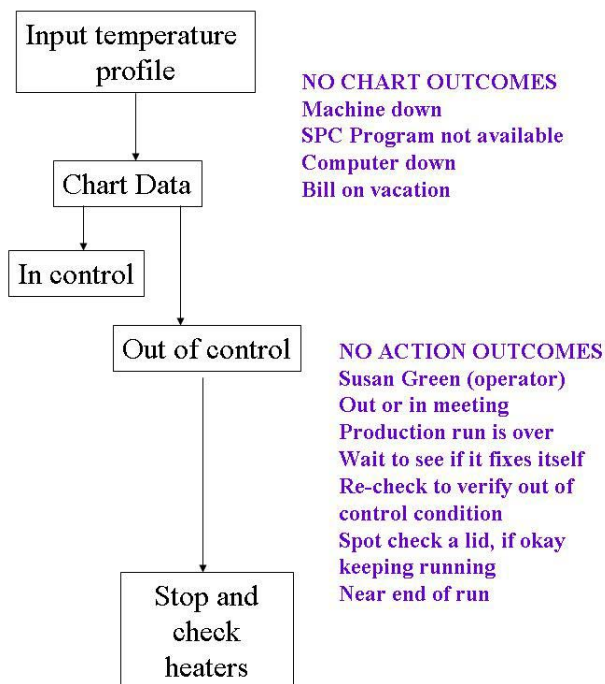 Input temperature
profile
NO CHART OUTCOMES
Machine down
SPC Program not available
Computer down
Bill on vacation
Chart Data
In control
Out of control
NO ACTION OUTCOMES
Susan Green (operator)
Out or in meeting
Production run is over
Wait to see if it fixes itself
Re-check to verify out of
control condition
Spot check a lid, if okay
keeping running
Near end of run
Stop and
check
heaters